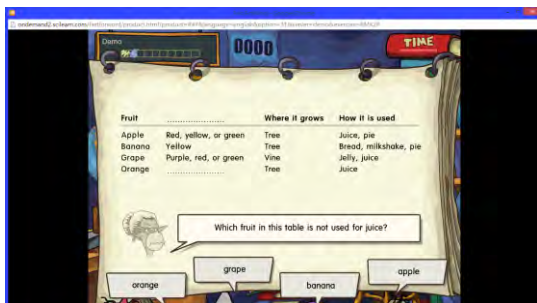 Demo
0000
TIME
Fruit ........................ Where it grows How it is used
Apple Red, yellow, or green Tree Juice, pie
Banana Yellow Tree Bread, milkshake, pie
Grape Purple, red, or green Vine Jelly, juice
Orange ........................ Tree Juice
Which fruit in this table is not used for juice?
orange
grape
banana
apple